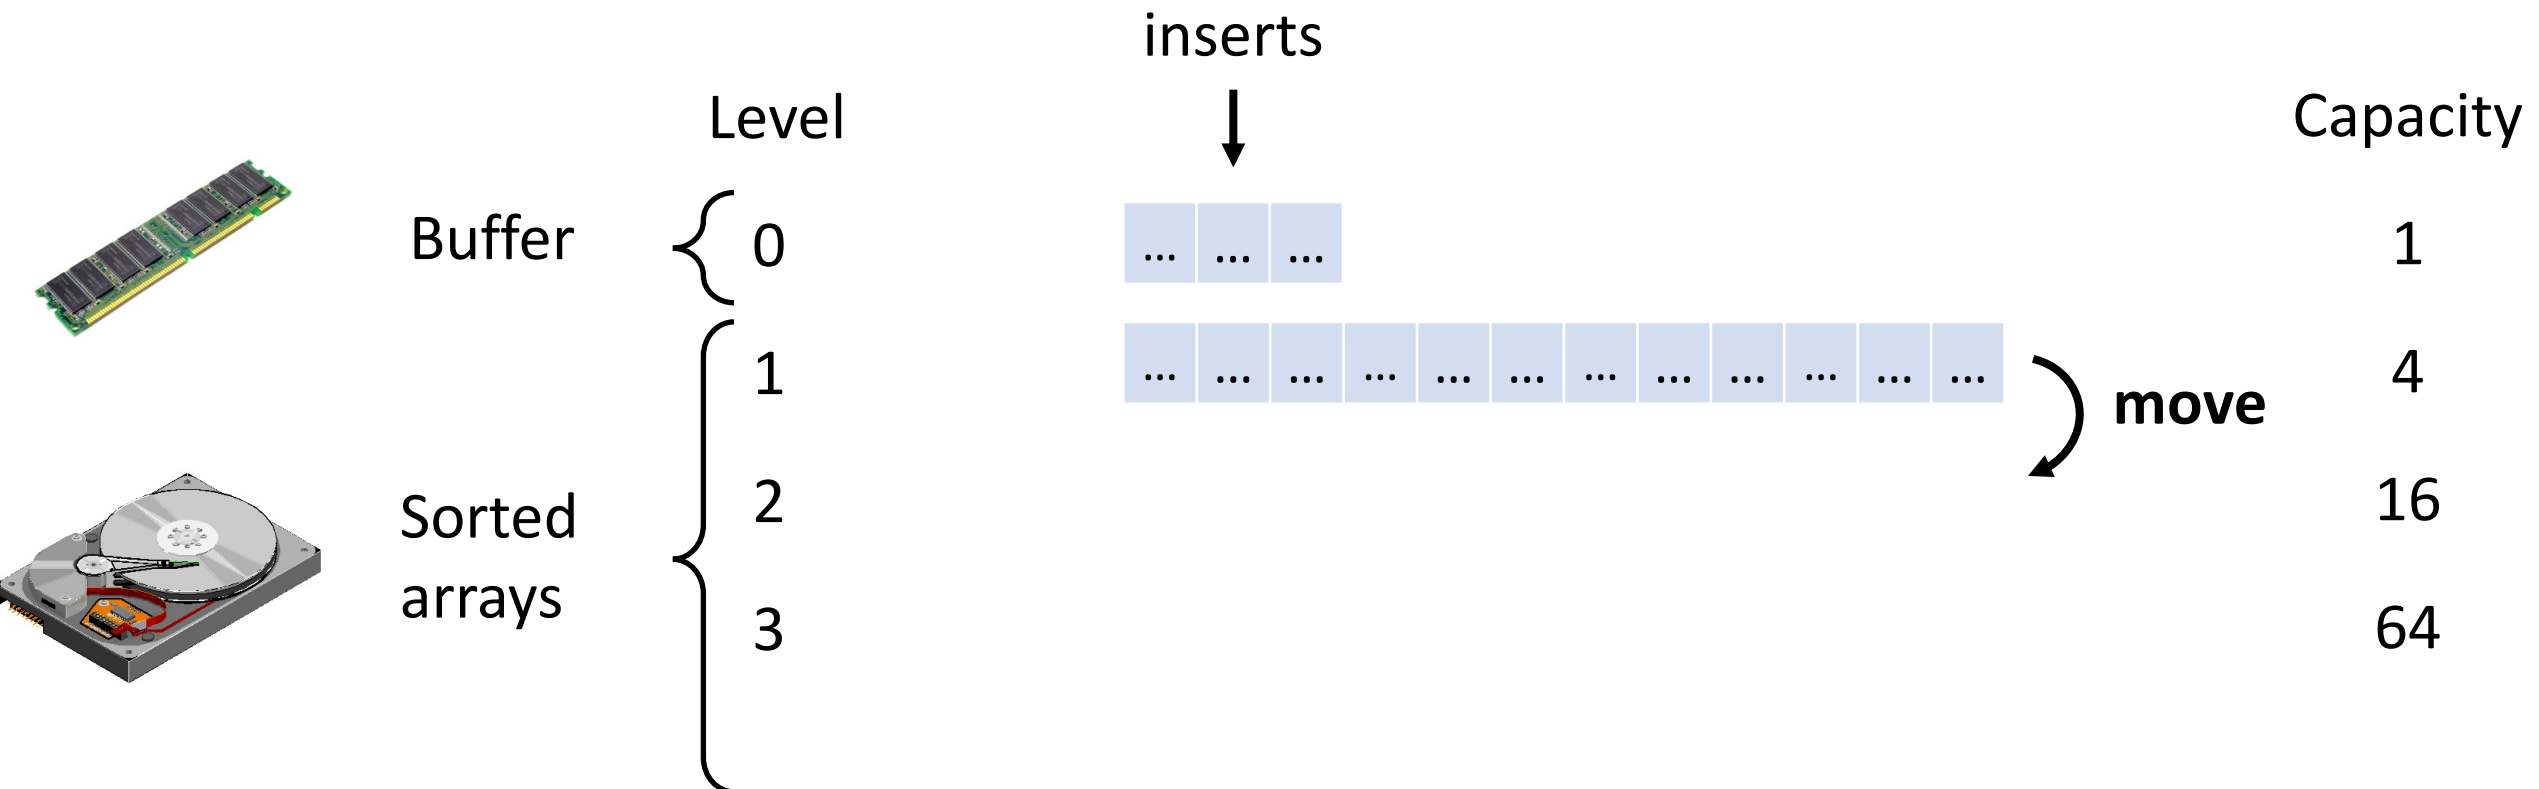 inserts
Level
Capacity
Buffer
0
... ... ...
1
1
... ... ... ... ... ... ... ... ... ... ... ...
4
move
Sorted
arrays
2
16
3
64